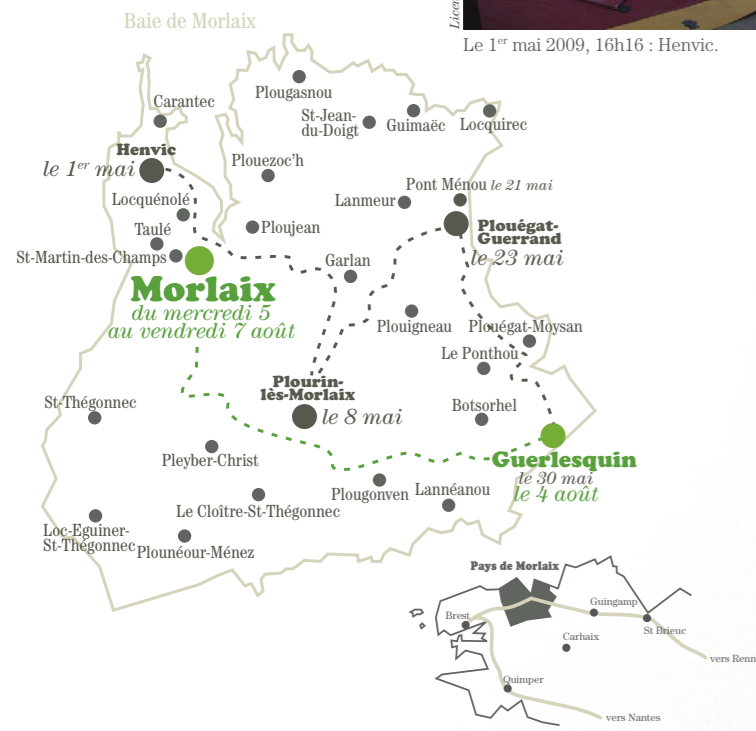 Licen
Le 1er mai 2009, 16h16 : Henvic.
Baie de Morlaix
Plougasnou
Carantec
St-Jean-
du-Doigt
Guimaëc
Locquirec
Henvic
le 1er mai
Plouezoc'h
Pont Ménou le 21 mai
Locquénolé
Lanmeur
Taulé
Ploujean
Plouégat-
Guerrand
le 23 mai
St-Martin-des-Champs
Garlan
Morlaix
du mercredi 5
au vendredi 7 août
Plouigneau
Plouégat-Moysan
Le Ponthou
Plourin-
lès-Morlaix
le 8 mai
St-Thégonnec
Botsorhel
Pleyber-Christ
Guerlesquin
le 30 mai
le 4 août
Plougonven
Lannéanou
Le Cloître-St-Thégonnec
Loc-Eguiner-
St-Thégonnec
Plounéour-Ménez
Pays de Morlaix
Brest
Guingamp
St Brieuc
Carhaix
vers Renn
Quimper
vers Nantes